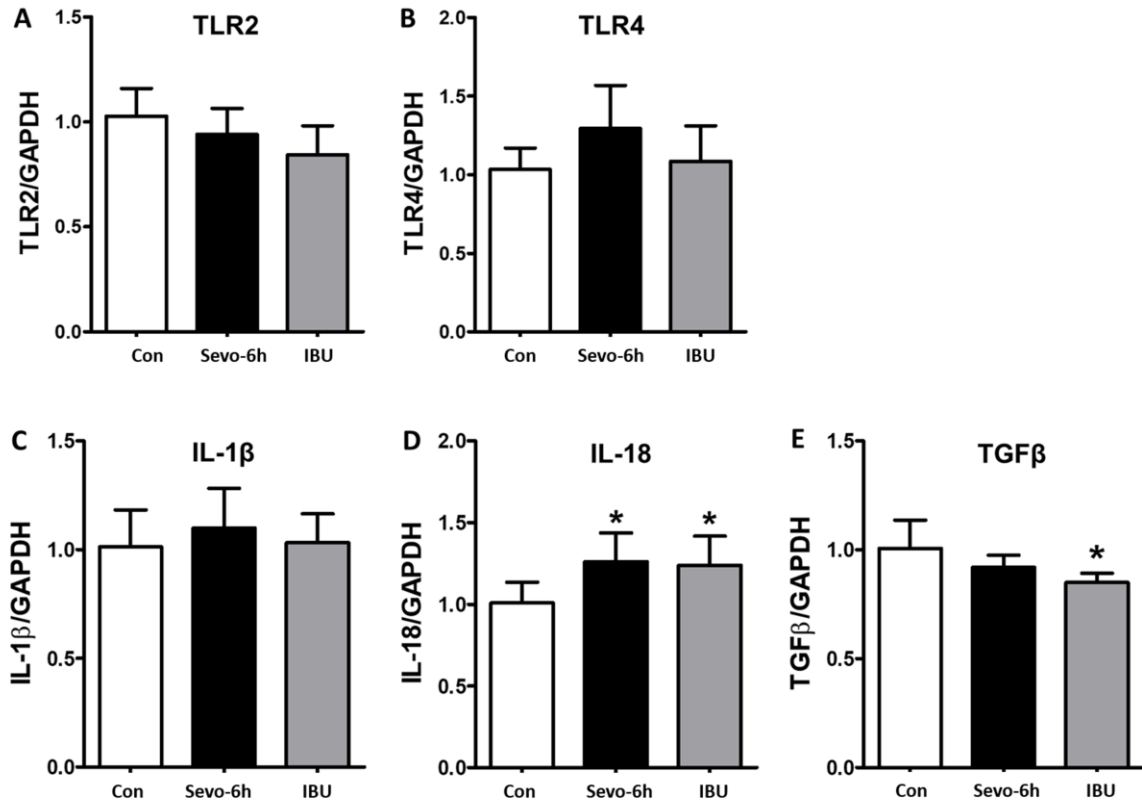 A
TLR2
TLR2/GAPDH
1.5
1.0
0.5
0.0
Con Sevo-6h IBU
B
TLR4
TLR4/GAPDH
2.0
1.5
1.0
0.5
0.0
Con Sevo-6h IBU
C
IL-1β
IL-1β/GAPDH
1.5
1.0
0.5
0.0
Con Sevo-6h IBU
D
IL-18
IL-18/GAPDH
2.0
1.5
1.0
0.5
0.0
* *
Con Sevo-6h IBU
E
TGFβ
TGFβ/GAPDH
1.5
1.0
0.5
0.0
*
Con Sevo-6h IBU